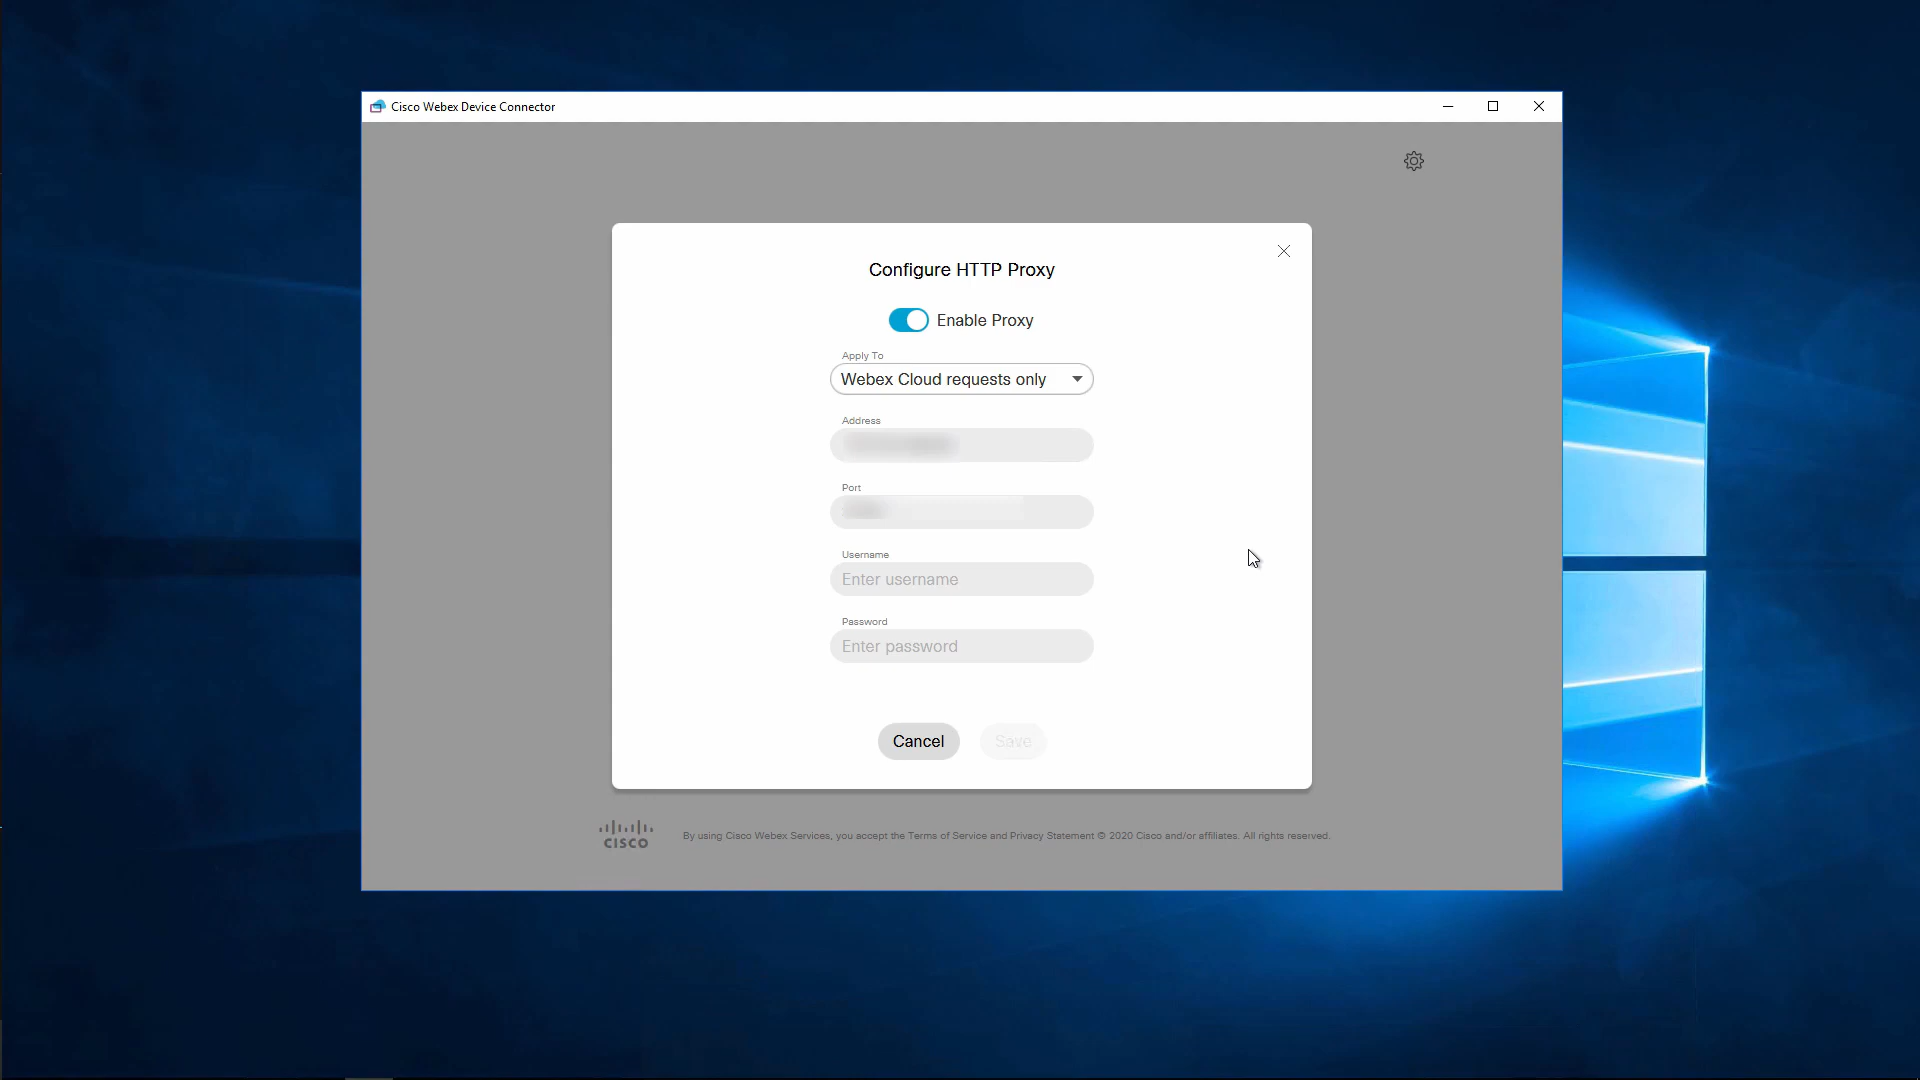 Cisco Webex Device Connector
Configure HTTP Proxy
Enable Proxy
Apply To
Webex Cloud requests only
Address
Port
Username
Enter username
Password
Enter password
Cancel
Save
CISCO
By using Cisco Webex Services, you accept the Terms of Service and Privacy Statement © 2020 Cisco and/or affiliates. All rights reserved.